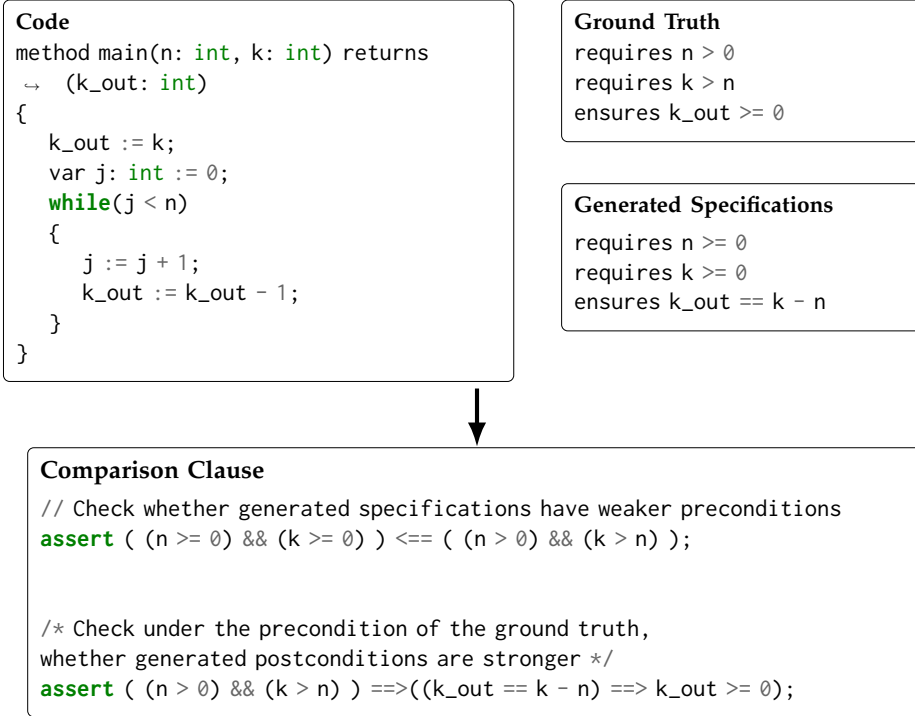 Code
method main(n: int, k: int) returns
↪ (k_out: int)
{
k_out := k;
var j: int := 0;
while(j < n)
{
j := j + 1;
k_out := k_out - 1;
}
}
Ground Truth
requires n > 0
requires k > n
ensures k_out >= 0
Generated Specifications
requires n >= 0
requires k >= 0
ensures k_out == k - n
Comparison Clause
// Check whether generated specifications have weaker preconditions
assert ( (n >= 0) && (k >= 0) ) <== ( (n > 0) && (k > n) );
/* Check under the precondition of the ground truth,
whether generated postconditions are stronger */
assert ( (n > 0) && (k > n) ) ==>((k_out == k - n) ==> k_out >= 0);